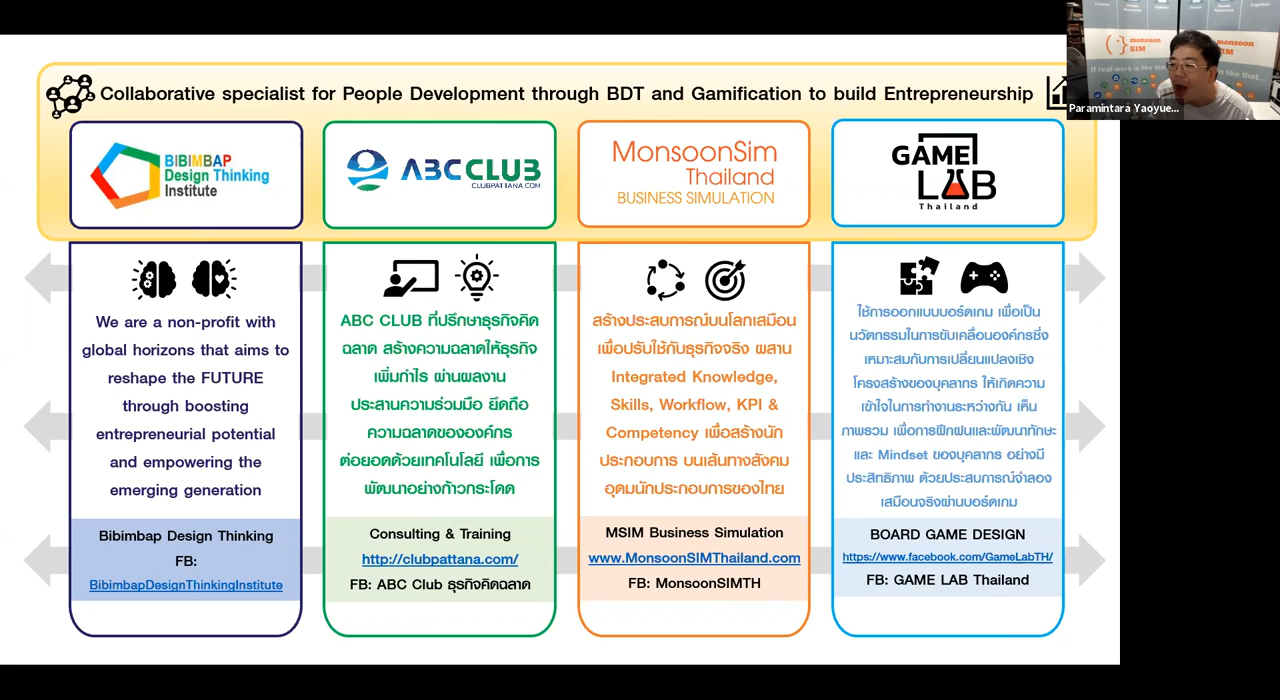 Collaborative specialist for People Development through BDT and Gamification to build Entrepreneurship
monsoon
SIM
monsoon
SIM
If real work is like that
is like that...
Paramintara Yaoyue...
BIBIMBAP
Design Thinking
Institute
ABC CLUB
CLUBPATTANA.COM
MonsoonSim
Thailand
BUSINESS SIMULATION
GAME
LAB
Thailand
We are a non-profit with
global horizons that aims to
reshape the FUTURE
through boosting
entrepreneurial potential
and empowering the
emerging generation
Bibimbap Design Thinking
FB:
BibimbapDesignThinkingInstitute
ABC CLUB ที่ปรึกษาธุรกิจคิด
ฉลาด สร้างความฉลาดให้ธุรกิจ
เพิ่มกำไร ผ่านผลงาน
ประสานความร่วมมือ ยึดถือ
ความฉลาดขององค์กร
ต่อยอดด้วยเทคโนโลยี เพื่อการ
พัฒนาอย่างก้าวกระโดด
Consulting & Training
http://clubpattana.com/
FB: ABC Club ธุรกิจคิดฉลาด
สร้างประสบการณ์บนโลกเสมือน
เพื่อปรับใช้กับธุรกิจจริง ผสาน
Integrated Knowledge,
Skills, Workflow, KPI &
Competency เพื่อสร้างนัก
ประกอบการ บนเส้นทางสังคม
อุดมนักประกอบการของไทย
MSIM Business Simulation
www.MonsoonSIMThailand.com
FB: MonsoonSIMTH
ใช้การออกแบบบอร์ดเกม เพื่อเป็น
นวัตกรรมในการขับเคลื่อนองค์กรซึ่ง
เหมาะสมกับการเปลี่ยนแปลงเชิง
โครงสร้างของบุคลากร ให้เกิดความ
เข้าใจในการทำงานระหว่างกัน เห็น
ภาพรวม เพื่อการฝึกฝนและพัฒนาทักษะ
และ Mindset ของบุคลากร อย่างมี
ประสิทธิภาพ ด้วยประสบการณ์จำลอง
เสมือนจริงผ่านบอร์ดเกม
BOARD GAME DESIGN
https://www.facebook.com/GameLabTH/
FB: GAME LAB Thailand